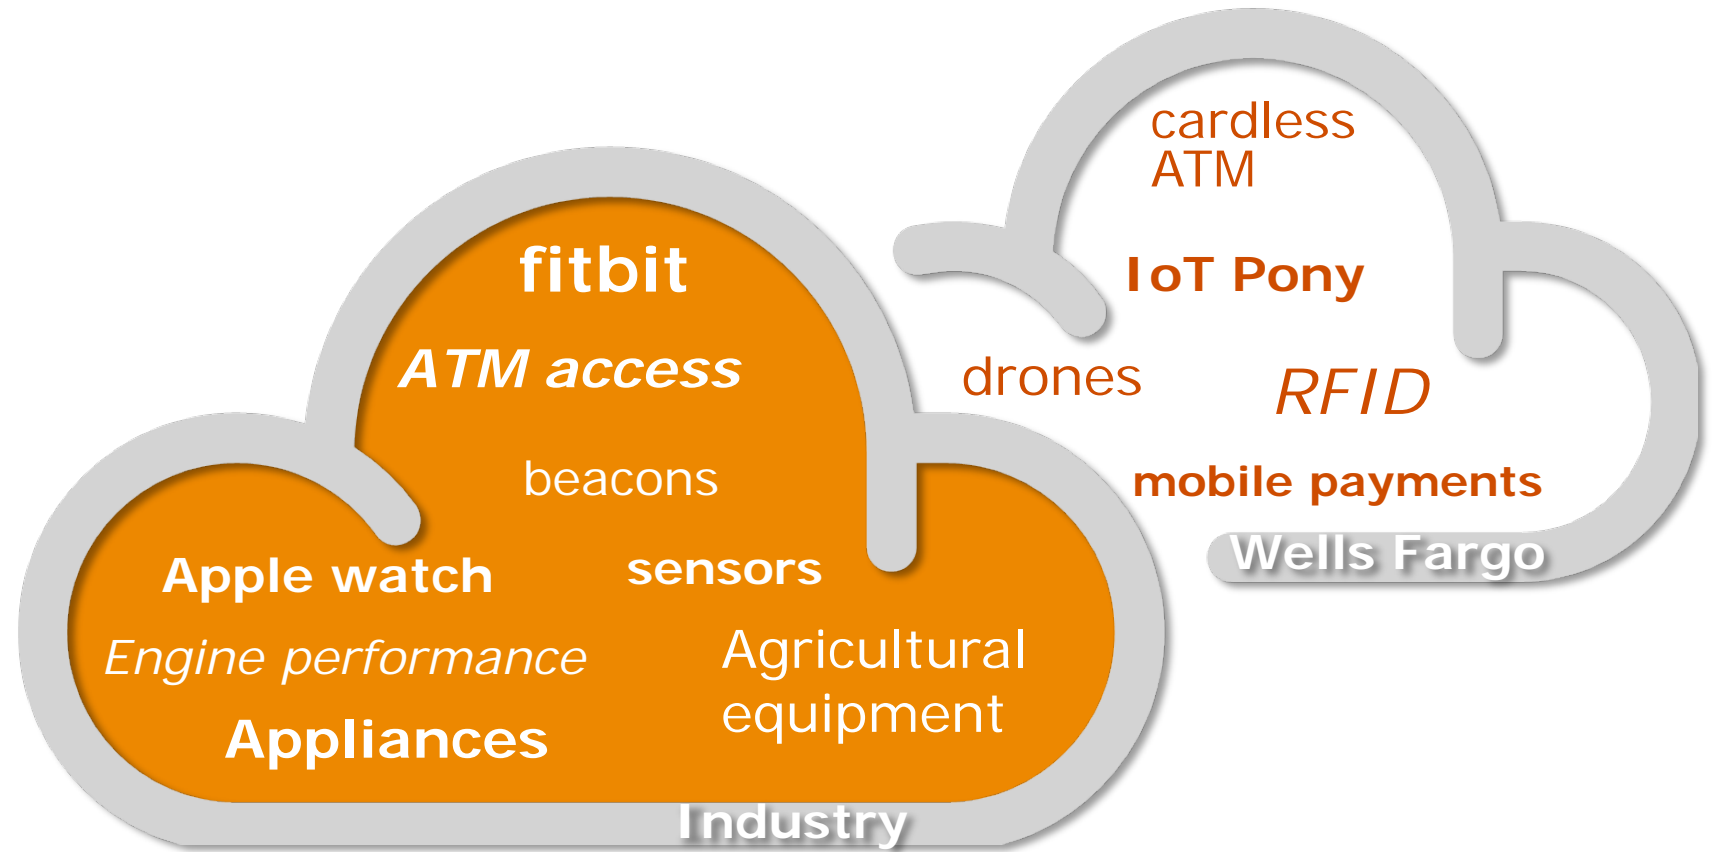 cardless
ATM
IoT Pony
drones
RFID
mobile payments
Wells Fargo
fitbit
ATM access
beacons
Apple watch
sensors
Engine performance
Agricultural
equipment
Appliances
Industry